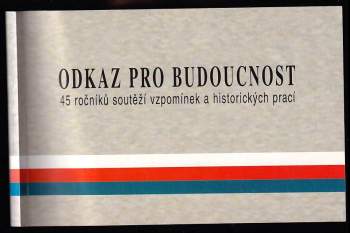 ODKAZ PRO BUDOUCNOST
45 ročníků soutěží vzpomínek a historických prací